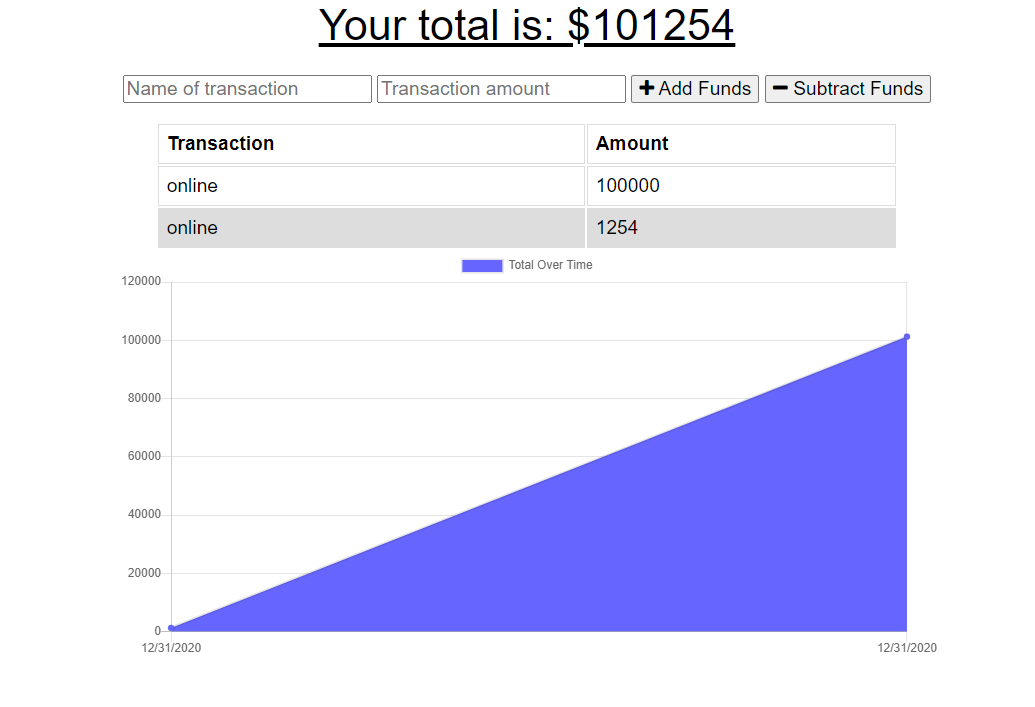 Your total is: $101254
Name of transaction Transaction amount Add Funds Subtract Funds
Transaction Amount
online 100000
online 1254
Total Over Time
120000
100000
80000
60000
40000
20000
0
12/31/2020 12/31/2020